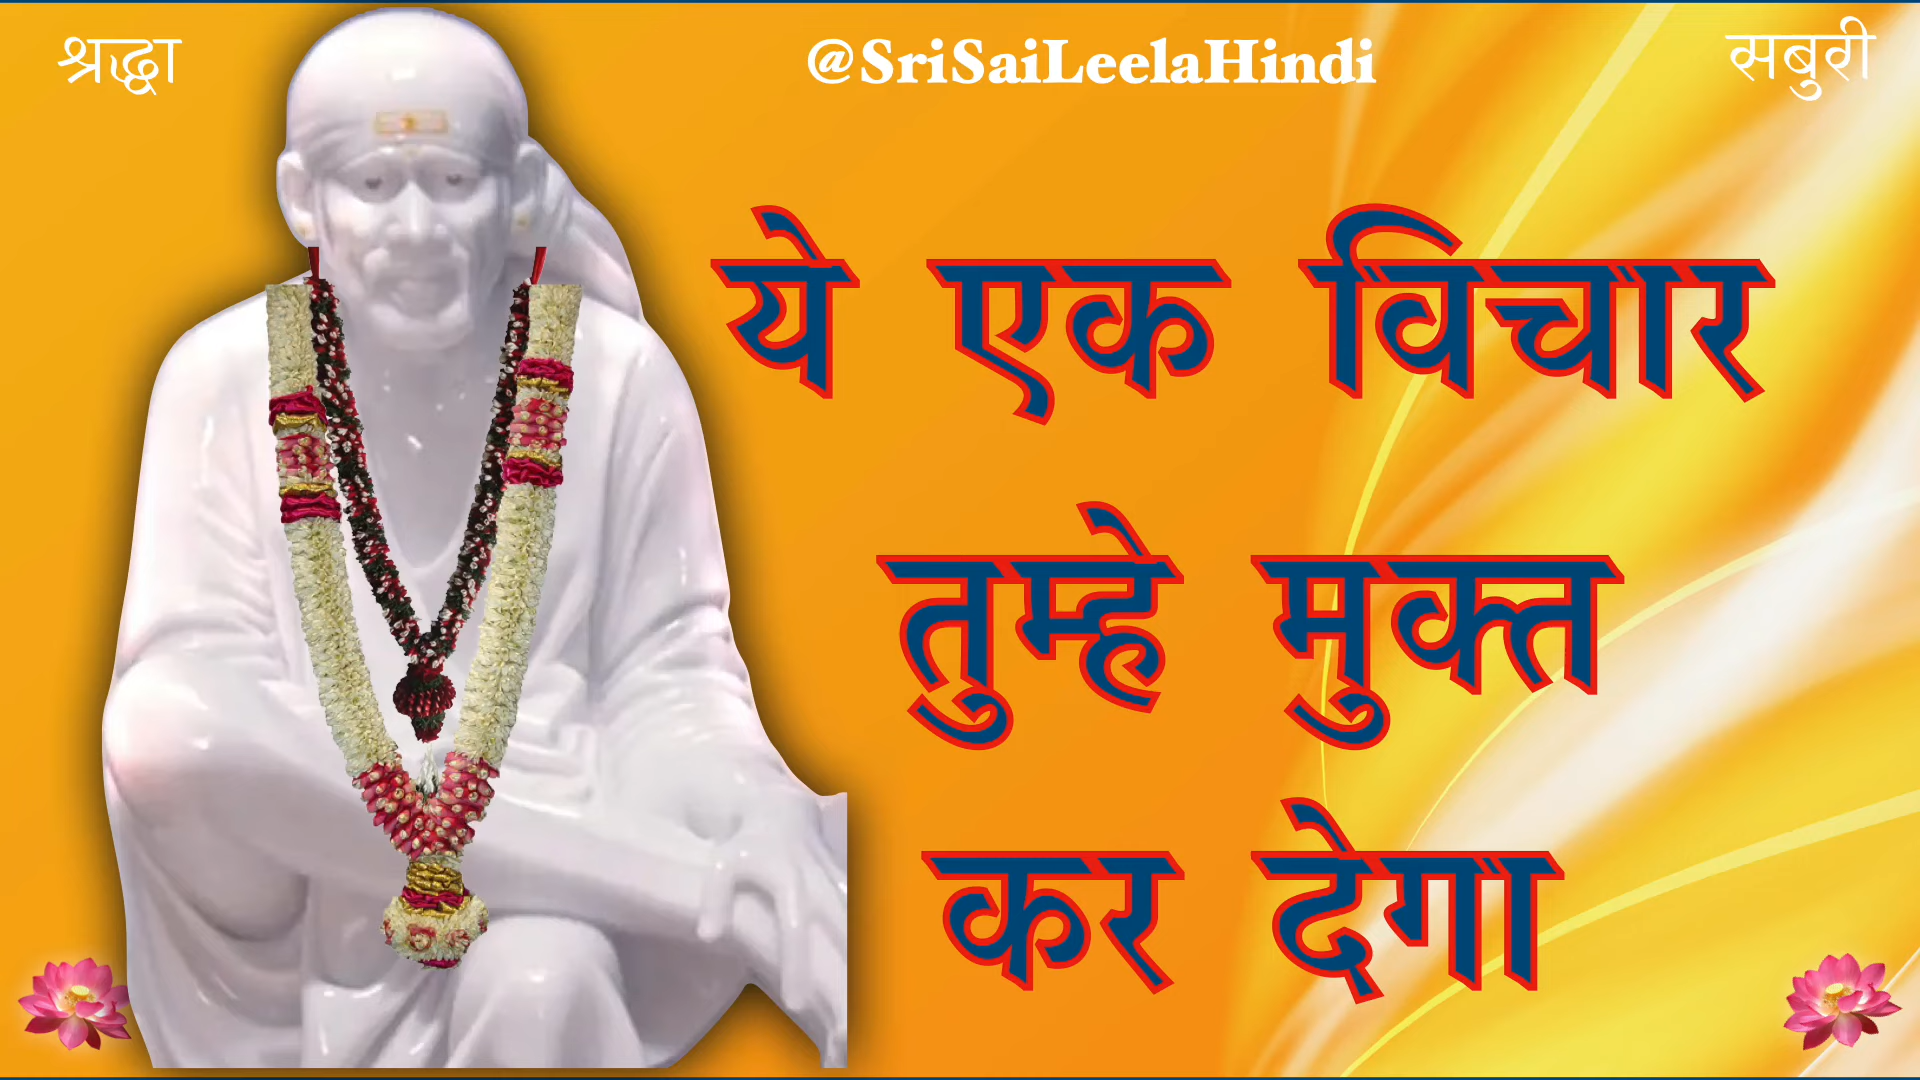 श्रद्धा @SriSaiLeelaHindi सबुरी
ये एक विचार
तुम्हे मुक्त
कर देगा